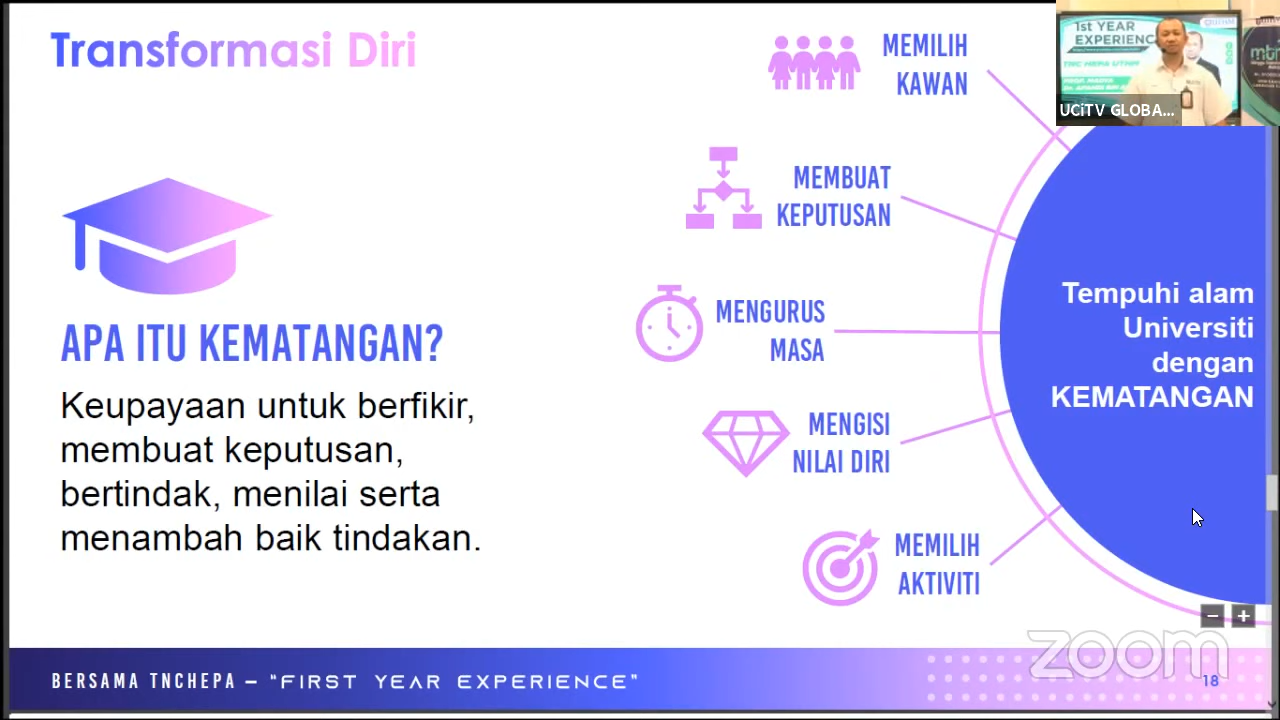 Transformasi Diri
APA ITU KEMATANGAN?
Keupayaan untuk berfikir,
membuat keputusan,
bertindak, menilai serta
menambah baik tindakan.
MEMILIH
KAWAN
MEMBUAT
KEPUTUSAN
MENGURUS
MASA
MENGISI
NILAI DIRI
MEMILIH
AKTIVITI
Tempuhi alam
Universiti
dengan
KEMATANGAN
1st YEAR
EXPERIENC
UCiTV GLOBA...
BERSAMA TNCHEPA – “FIRST YEAR EXPERIENCE”
zoom
18